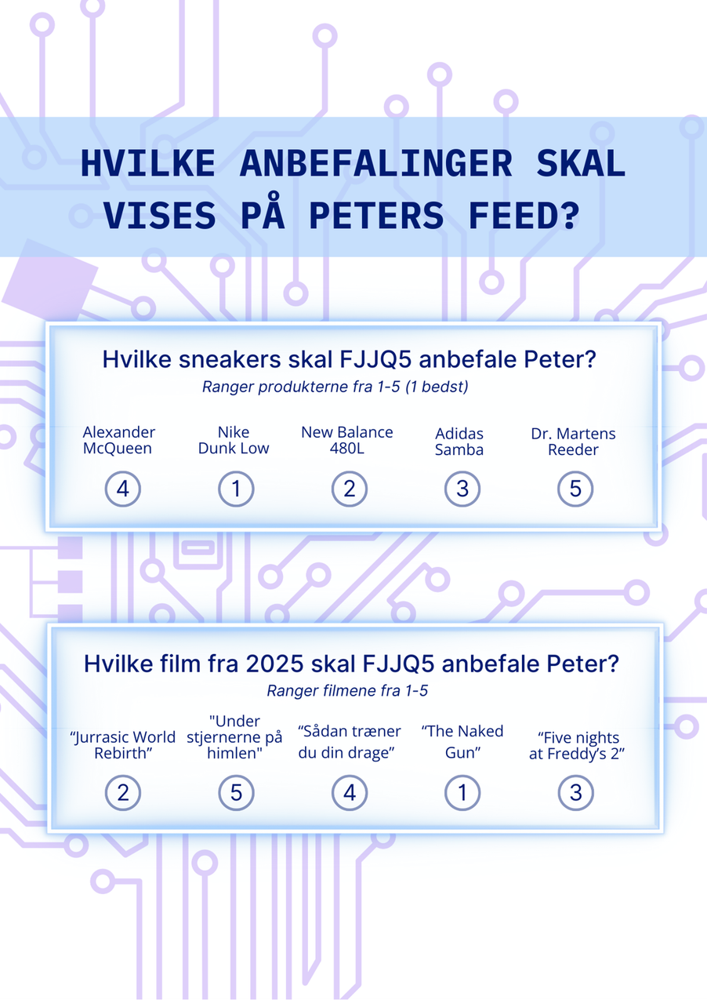 HVILKE ANBEFALINGER SKAL
VISES PÅ PETERS FEED?
Hvilke sneakers skal FJJQ5 anbefale Peter?
Ranger produkterne fra 1-5 (1 bedst)
Alexander
McQueen
4
Nike
Dunk Low
1
New Balance
480L
2
Adidas
Samba
3
Dr. Martens
Reeder
5
Hvilke film fra 2025 skal FJJQ5 anbefale Peter?
Ranger filmene fra 1-5
“Jurrasic World
Rebirth”
2
"Under
stjernerne på
himlen"
5
“Sådan træner
du din drage”
4
“The Naked
Gun”
1
“Five nights
at Freddy’s 2”
3